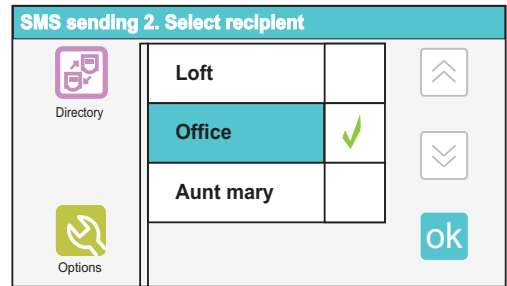 SMS sending 2. Select recipient
Directory
Loft
Office
Aunt mary
Options
ok